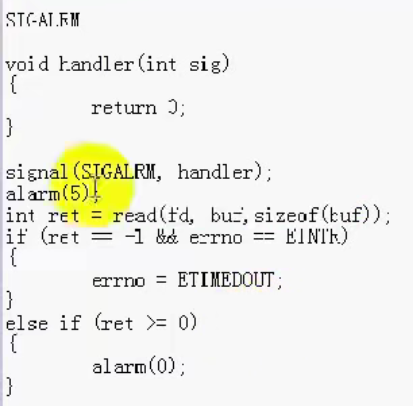 SIGALRM
void handler(int sig)
{
return 0;
}
signal(SIGALRM, handler);
alarm(5);
int ret = read(fd, buf,sizeof(buf));
if (ret == -1 && errno == EINTR)
{
errno = ETIMEDOUT;
}
else if (ret >= 0)
{
alarm(0);
}